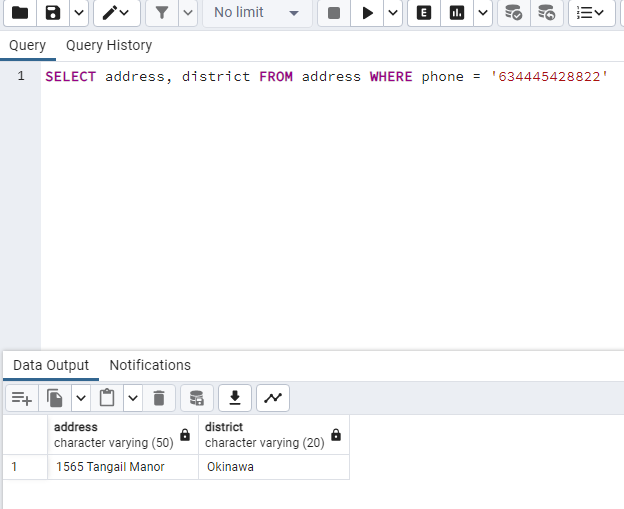 No limit
E
Query Query History
1 SELECT address, district FROM address WHERE phone = '634445428822'
Data Output Notifications
address district
character varying (50) character varying (20)
1 1565 Tangail Manor Okinawa